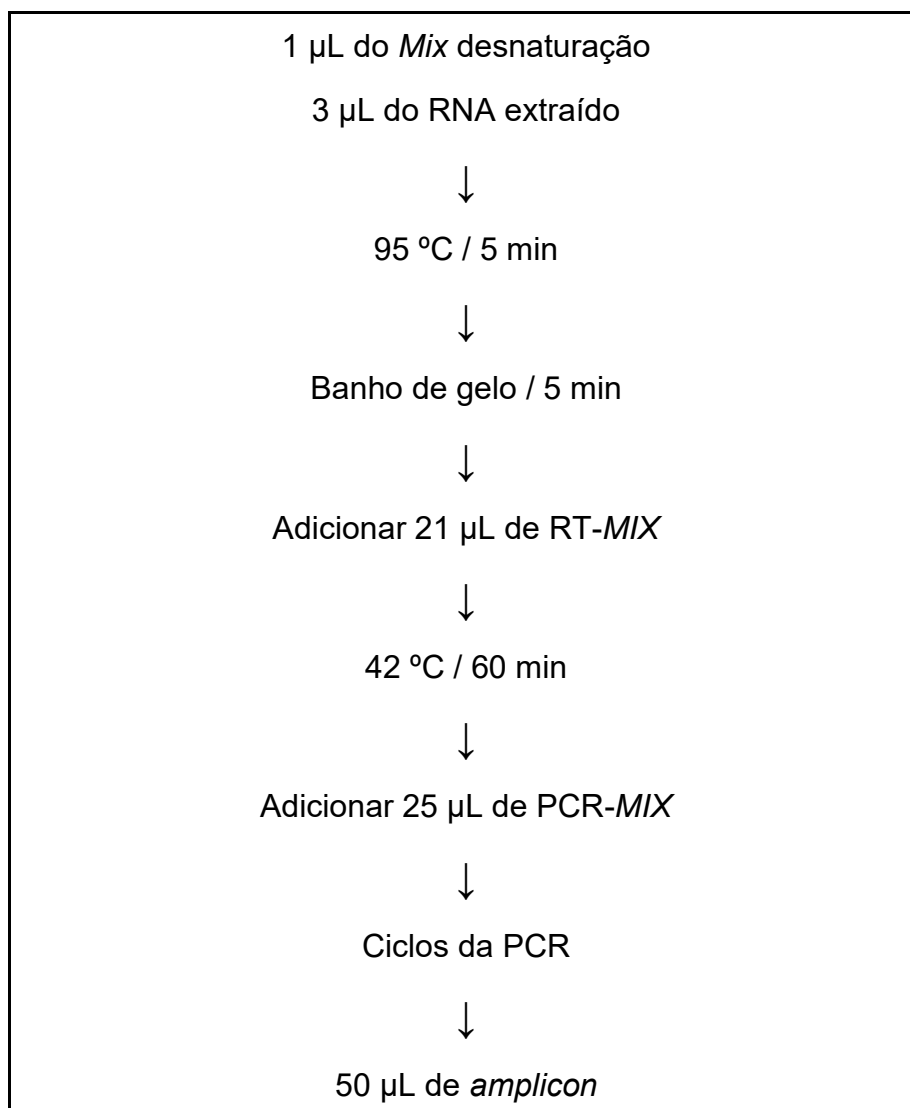 1 µL do Mix desnaturação
3 µL do RNA extraído
↓
95 ºC / 5 min
↓
Banho de gelo / 5 min
↓
Adicionar 21 µL de RT-MIX
↓
42 ºC / 60 min
↓
Adicionar 25 µL de PCR-MIX
↓
Ciclos da PCR
↓
50 µL de amplicon